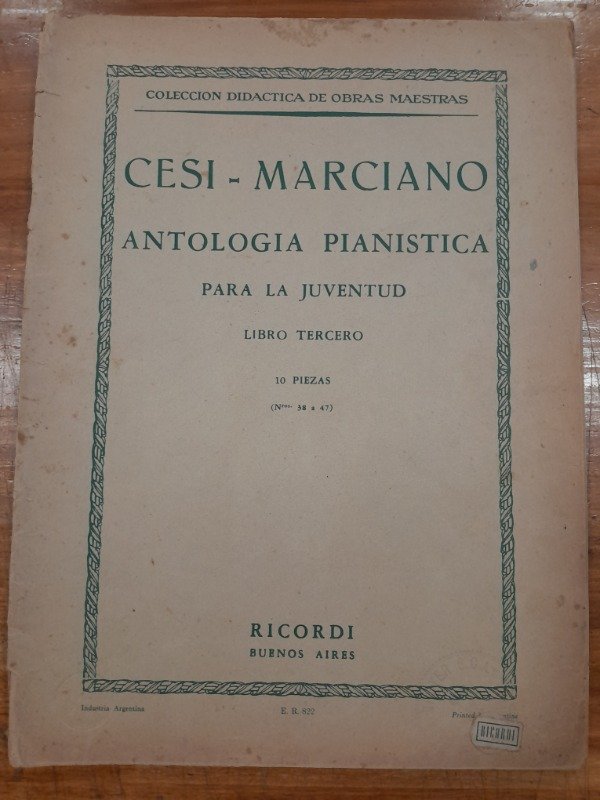 COLECCION DIDACTICA DE OBRAS MAESTRAS
CESI - MARCIANO
ANTOLOGIA PIANISTICA
PARA LA JUVENTUD
LIBRO TERCERO
10 PIEZAS
(Nros. 38 a 47)
RICORDI
BUENOS AIRES
Industria Argentina
E. R. 822
Printed
RICORDI